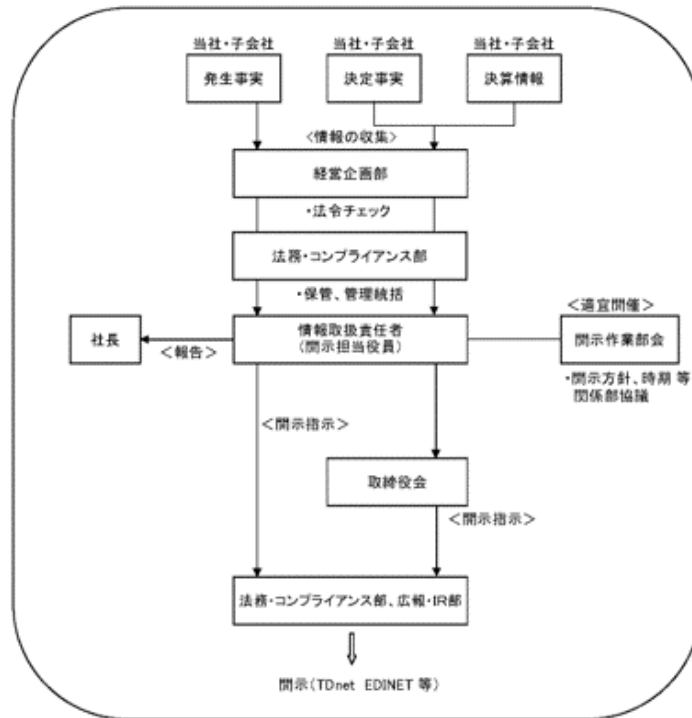 当社・子会社
当社・子会社
当社・子会社
発生事実
決定事実
決算情報
<情報の収集>
経営企画部
・法令チェック
法務・コンプライアンス部
・保管、管理統括
<適宜開催>
社長
情報取扱責任者
(開示担当役員)
開示作業部会
<報告>
・開示方針、時期 等
関係部協議
<開示指示>
取締役会
<開示指示>
法務・コンプライアンス部、広報・IR部
開示(TDnet EDINET 等)